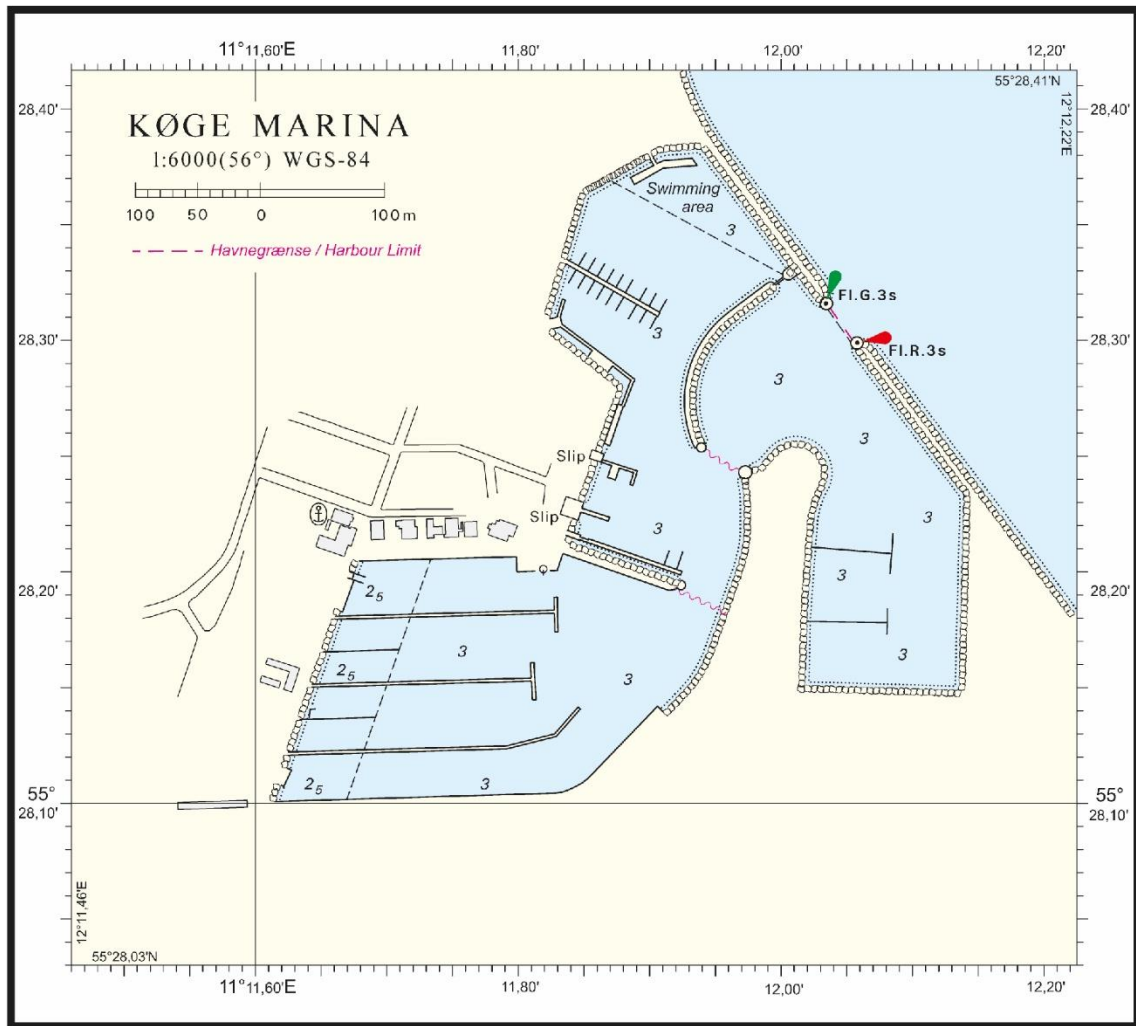 11°11,60'E
11,80'
12,00'
12,20'
55°28,41'N
12°12,22'E
28,40'
28,40'
KØGE MARINA
1:6000(56°) WGS-84
100 50 0 100m
Havnegrænse / Harbour Limit
Swimming
area
3
Fl.G.3s
28,30'
3
Fl.R.3s
28,30'
3
3
Slip
3
Slip
3
28,20'
2₅
3
28,20'
3
2₅
3
3
2₅
3
55°
28,10'
55°
28,10'
12°11,46'E
55°28,03'N
11°11,60'E
11,80'
12,00'
12,20'